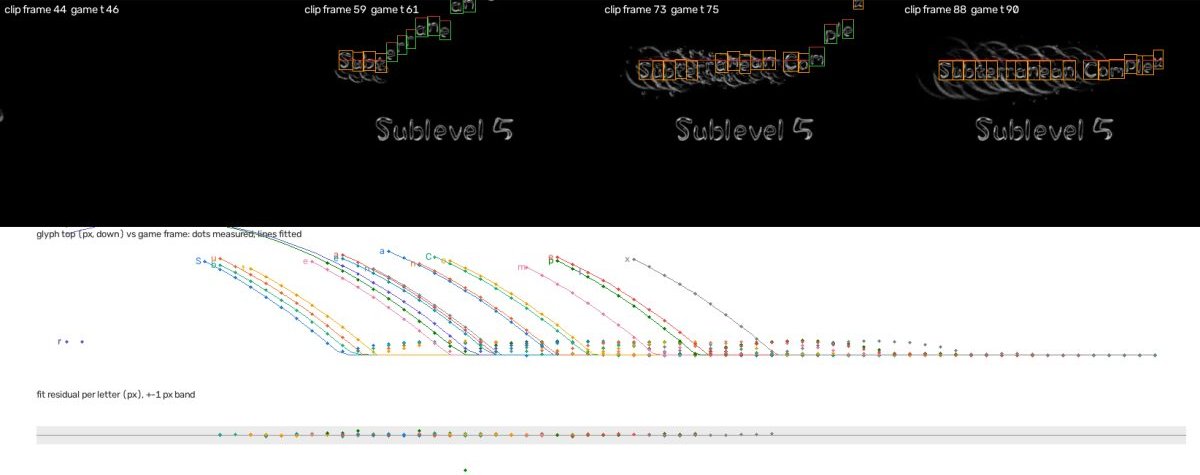 clip frame 44 game t 46
clip frame 59 game t 61
clip frame 73 game t 75
clip frame 88 game t 90
Subterranean Complex
Sublevel 5
Sublevel 5
Sublevel 5
glyph top (px, down) vs game frame: dots measured, lines fitted
S
u
e
a
a
n
C
o
m
e
p
l
x
r
fit residual per letter (px), +-1 px band